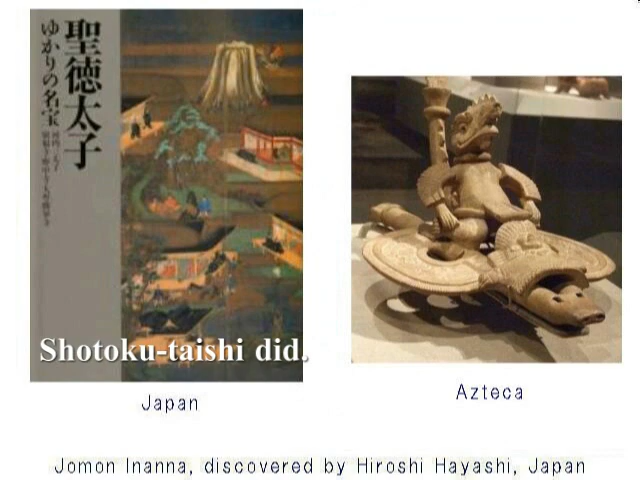 聖徳太子
ゆかりの名宝
Shotoku-taishi did.
Japan
Azteca
Jomon Inanna, discovered by Hiroshi Hayashi, Japan